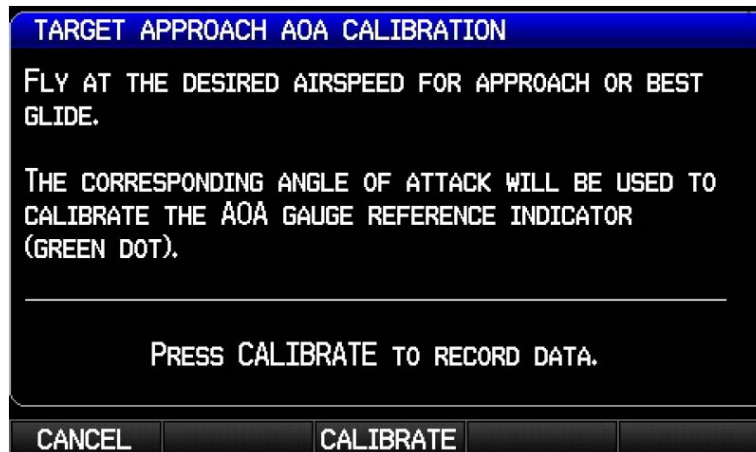 TARGET APPROACH AOA CALIBRATION
FLY AT THE DESIRED AIRSPEED FOR APPROACH OR BEST
GLIDE.
THE CORRESPONDING ANGLE OF ATTACK WILL BE USED TO
CALIBRATE THE AOA GAUGE REFERENCE INDICATOR
(GREEN DOT).
PRESS CALIBRATE TO RECORD DATA.
CANCEL CALIBRATE